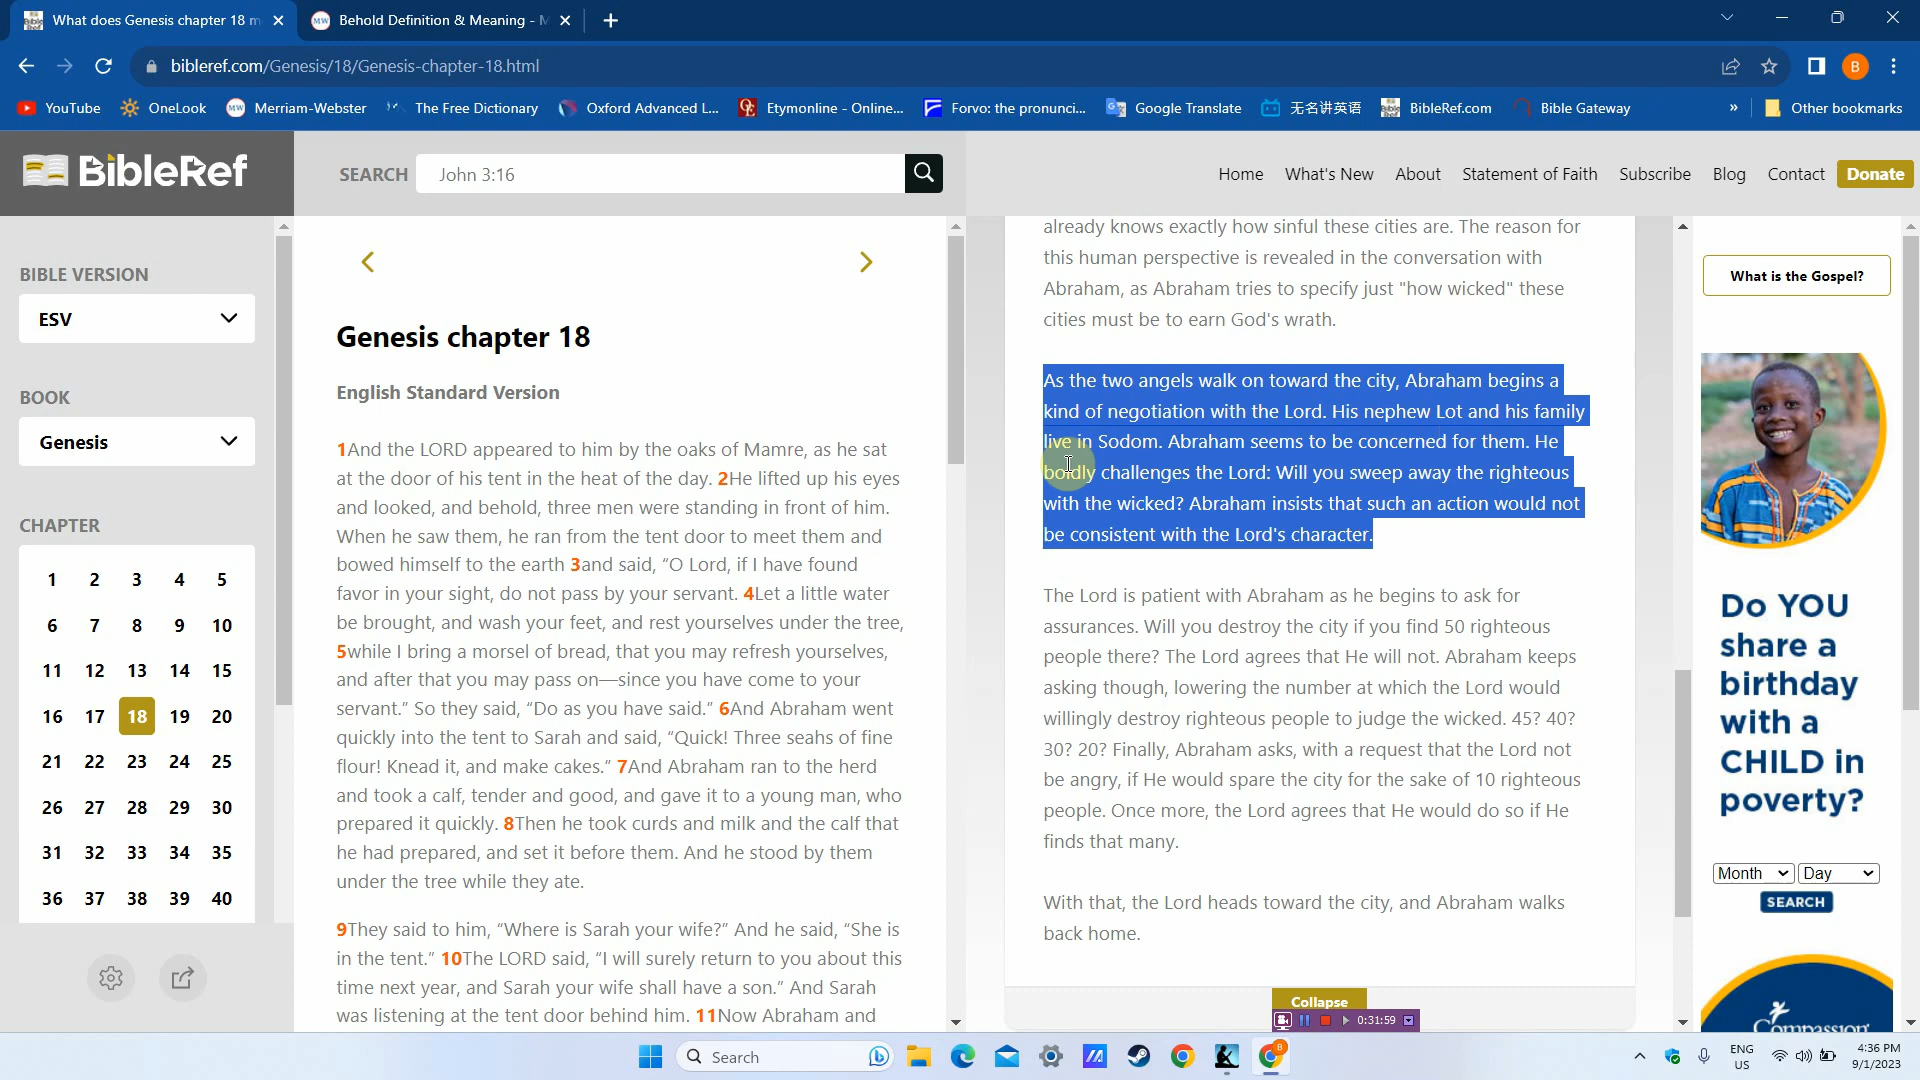 What does Genesis chapter 18 m
Behold Definition & Meaning - M
bibleref.com/Genesis/18/Genesis-chapter-18.html
B
YouTube
OneLook
Merriam-Webster
The Free Dictionary
Oxford Advanced L...
Etymonline - Online...
Forvo: the pronunci...
Google Translate
无名讲英语
BibleRef.com
Bible Gateway
»
Other bookmarks
BibleRef
SEARCH
John 3:16
Home
What's New
About
Statement of Faith
Subscribe
Blog
Contact
Donate
BIBLE VERSION
ESV
BOOK
Genesis
CHAPTER
1 2 3 4 5
6 7 8 9 10
11 12 13 14 15
16 17 18 19 20
21 22 23 24 25
26 27 28 29 30
31 32 33 34 35
36 37 38 39 40
Genesis chapter 18
English Standard Version
1And the LORD appeared to him by the oaks of Mamre, as he sat
at the door of his tent in the heat of the day. 2He lifted up his eyes
and looked, and behold, three men were standing in front of him.
When he saw them, he ran from the tent door to meet them and
bowed himself to the earth 3and said, “O Lord, if I have found
favor in your sight, do not pass by your servant. 4Let a little water
be brought, and wash your feet, and rest yourselves under the tree,
5while I bring a morsel of bread, that you may refresh yourselves,
and after that you may pass on—since you have come to your
servant.” So they said, “Do as you have said.” 6And Abraham went
quickly into the tent to Sarah and said, “Quick! Three seahs of fine
flour! Knead it, and make cakes.” 7And Abraham ran to the herd
and took a calf, tender and good, and gave it to a young man, who
prepared it quickly. 8Then he took curds and milk and the calf that
he had prepared, and set it before them. And he stood by them
under the tree while they ate.
9They said to him, “Where is Sarah your wife?” And he said, “She is
in the tent.” 10The LORD said, “I will surely return to you about this
time next year, and Sarah your wife shall have a son.” And Sarah
was listening at the tent door behind him. 11Now Abraham and
already knows exactly how sinful these cities are. The reason for
this human perspective is revealed in the conversation with
Abraham, as Abraham tries to specify just "how wicked" these
cities must be to earn God's wrath.
As the two angels walk on toward the city, Abraham begins a
kind of negotiation with the Lord. His nephew Lot and his family
live in Sodom. Abraham seems to be concerned for them. He
boldly challenges the Lord: Will you sweep away the righteous
with the wicked? Abraham insists that such an action would not
be consistent with the Lord's character.
The Lord is patient with Abraham as he begins to ask for
assurances. Will you destroy the city if you find 50 righteous
people there? The Lord agrees that He will not. Abraham keeps
asking though, lowering the number at which the Lord would
willingly destroy righteous people to judge the wicked. 45? 40?
30? 20? Finally, Abraham asks, with a request that the Lord not
be angry, if He would spare the city for the sake of 10 righteous
people. Once more, the Lord agrees that He would do so if He
finds that many.
With that, the Lord heads toward the city, and Abraham walks
back home.
Collapse
0:31:59
What is the Gospel?
Do YOU
share a
birthday
with a
CHILD in
poverty?
Month
Day
SEARCH
Compassion
Search
ENG
US
4:36 PM
9/1/2023